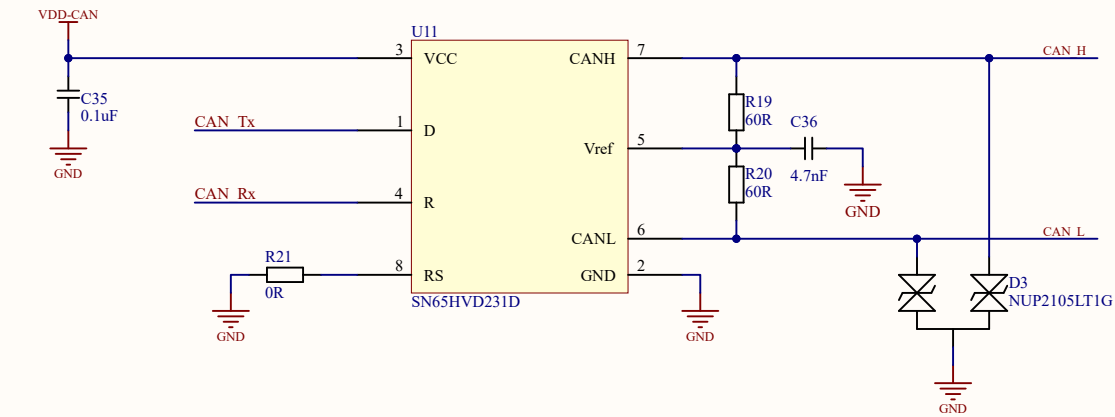 VDD-CAN
U11
3
VCC
CANH
7
CAN_H
C35
0.1uF
R19
60R
CAN_Tx
1
D
C36
Vref
5
GND
R20
60R
4.7nF
CAN_Rx
4
R
GND
CANL
6
CAN_L
R21
0R
8
RS
GND
2
D3
NUP2105LT1G
SN65HVD231D
GND
GND
GND